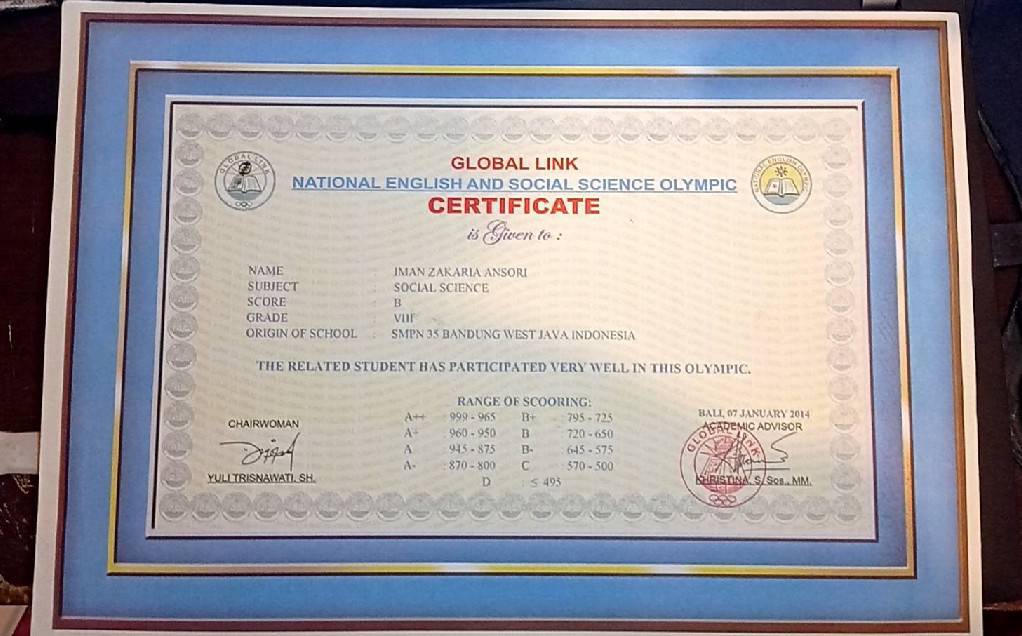 GLOBAL LINK
NATIONAL ENGLISH AND SOCIAL SCIENCE OLYMPIC
CERTIFICATE
is Given to :
NAME : IMAN ZAKARIA ANSORI
SUBJECT : SOCIAL SCIENCE
SCORE : B
GRADE : VIII
ORIGIN OF SCHOOL : SMPN 35 BANDUNG WEST JAVA INDONESIA
THE RELATED STUDENT HAS PARTICIPATED VERY WELL IN THIS OLYMPIC.
RANGE OF SCOORING:
A++ : 999 - 965 B+ : 795 - 725
A+ : 960 - 950 B : 720 - 650
A : 945 - 875 B- : 645 - 575
A- : 870 - 800 C : 570 - 500
D : ≤ 495
CHAIRWOMAN
YULI TRISNAWATI, SH.
BALI, 07 JANUARY 2014
ACADEMIC ADVISOR
GLOBAL LINK
KHRISTINA, S. Sos., MM.